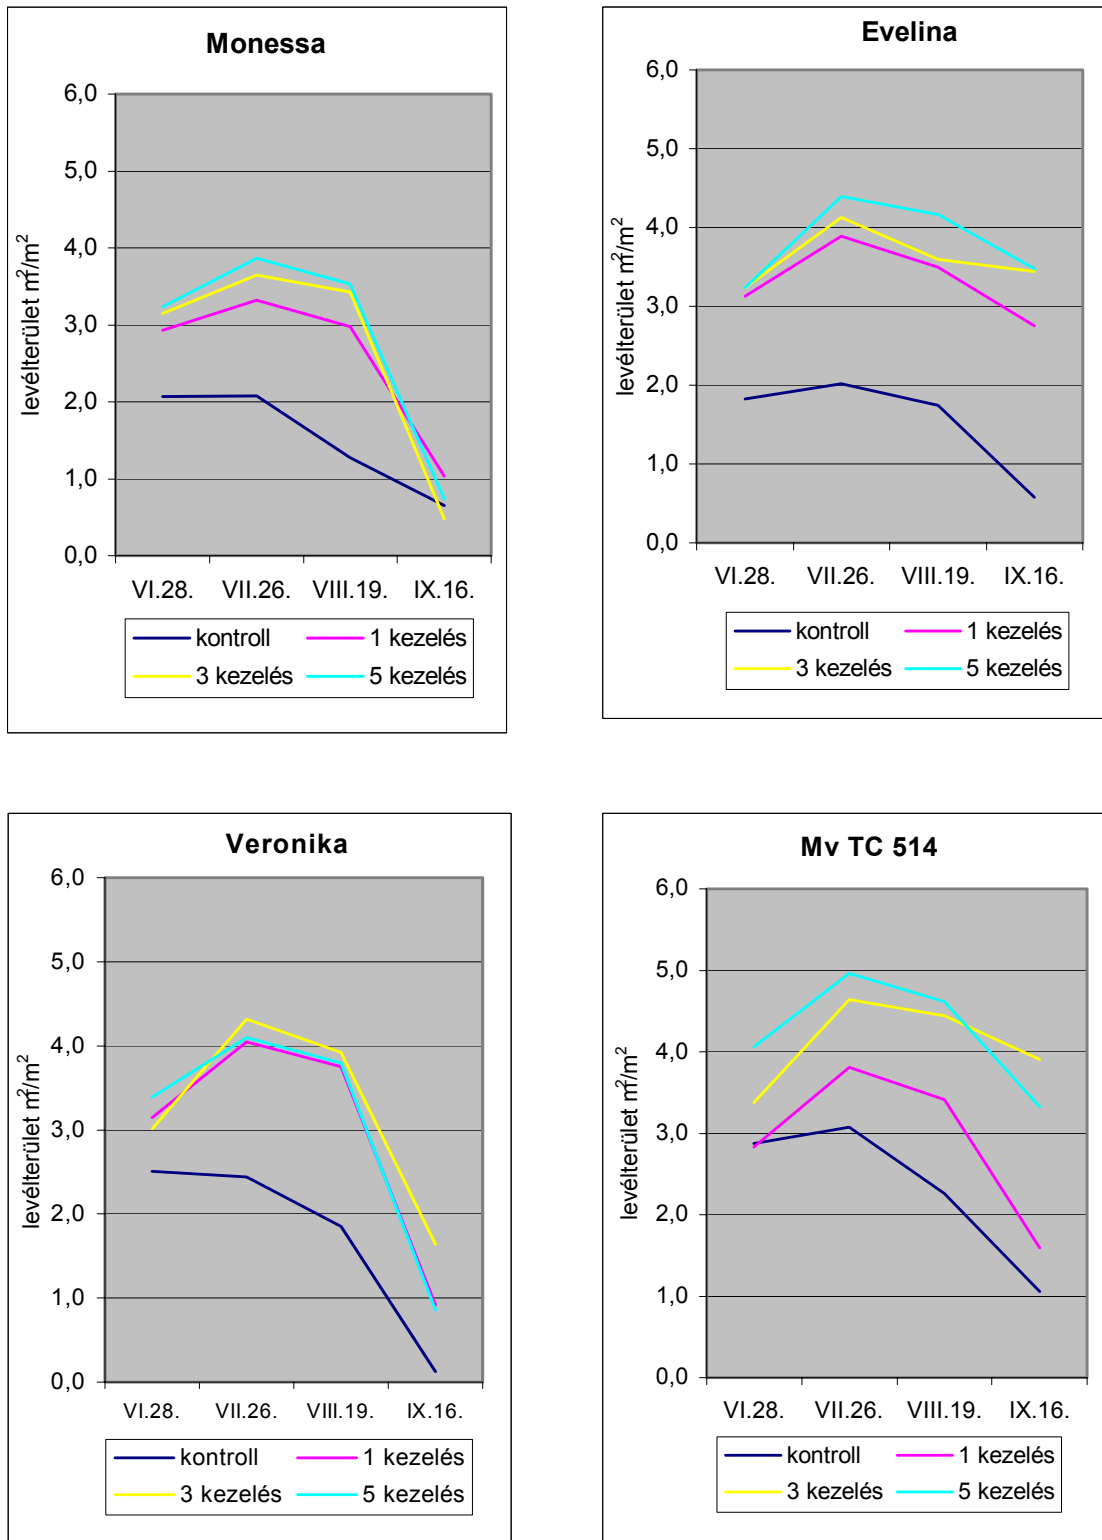 Monessa
6,0
5,0
4,0
3,0
2,0
1,0
0,0
levélterület m²/m²
VI.28. VII.26. VIII.19. IX.16.
kontroll 1 kezelés
3 kezelés 5 kezelés
Evelina
6,0
5,0
4,0
3,0
2,0
1,0
0,0
levélterület m²/m²
VI.28. VII.26. VIII.19. IX.16.
kontroll 1 kezelés
3 kezelés 5 kezelés
Veronika
6,0
5,0
4,0
3,0
2,0
1,0
0,0
levélterület m²/m²
VI.28. VII.26. VIII.19. IX.16.
kontroll 1 kezelés
3 kezelés 5 kezelés
Mv TC 514
6,0
5,0
4,0
3,0
2,0
1,0
0,0
levélterület m²/m²
VI.28. VII.26. VIII.19. IX.16.
kontroll 1 kezelés
3 kezelés 5 kezelés